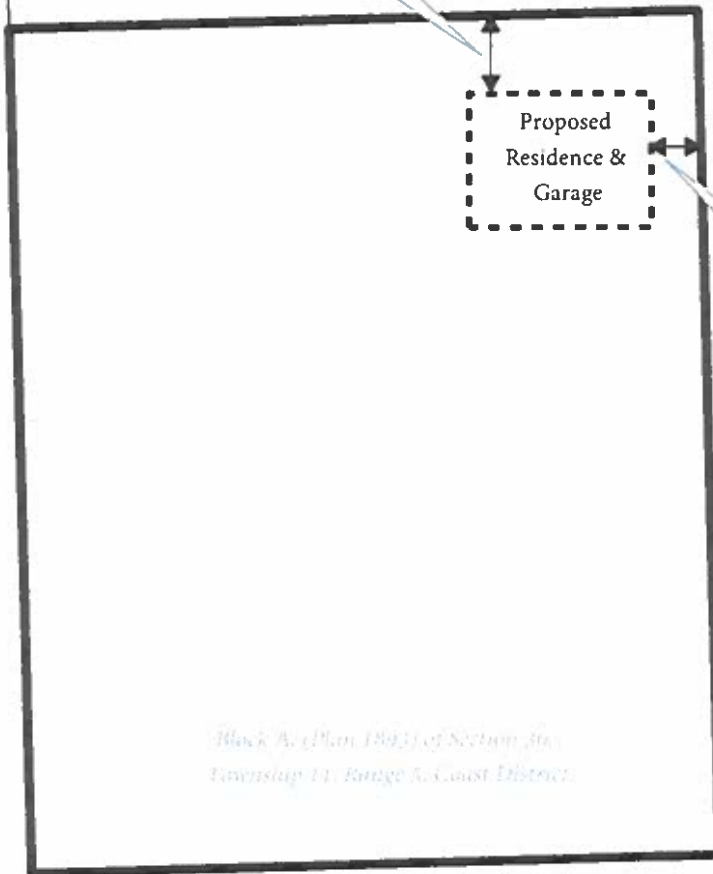 Proposed
Residence &
Garage
Block A, (Plan 1893) of Section 36,
Township 11, Range 5, Coast District